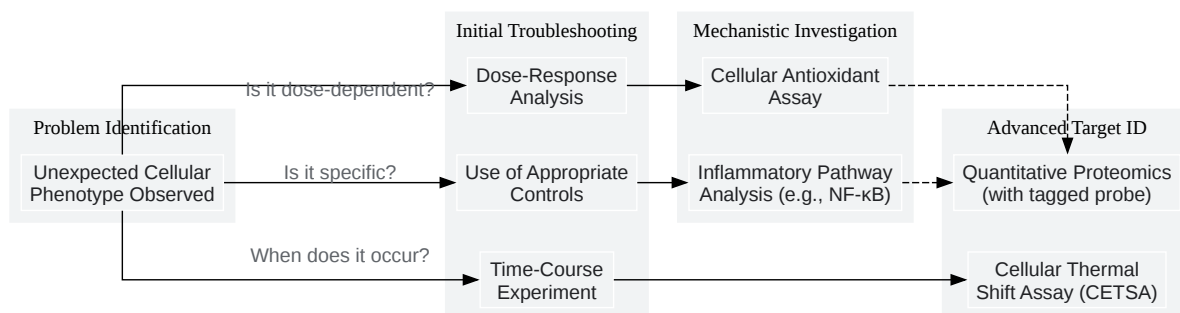 Problem Identification
Unexpected Cellular
Phenotype Observed
Is it dose-dependent?
Is it specific?
When does it occur?
Initial Troubleshooting
Dose-Response
Analysis
Use of Appropriate
Controls
Time-Course
Experiment
Mechanistic Investigation
Cellular Antioxidant
Assay
Inflammatory Pathway
Analysis (e.g., NF-κB)
Advanced Target ID
Quantitative Proteomics
(with tagged probe)
Cellular Thermal
Shift Assay (CETSA)